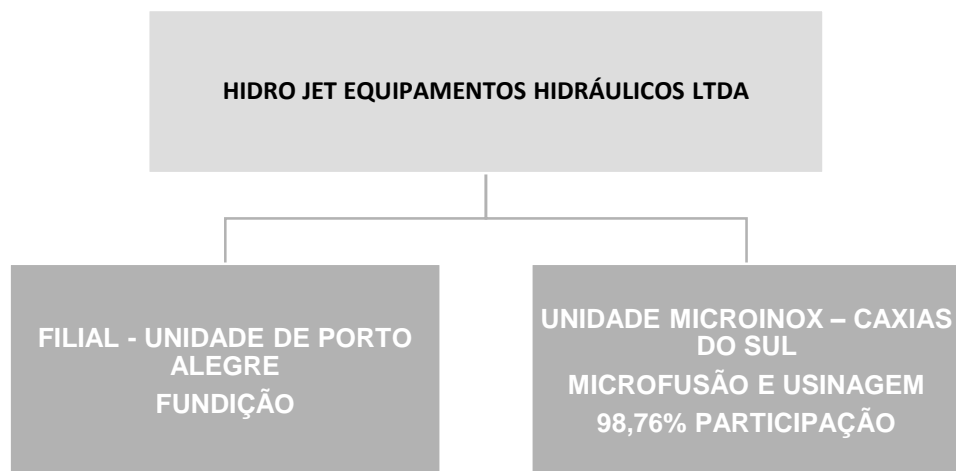 HIDRO JET EQUIPAMENTOS HIDRÁULICOS LTDA
FILIAL - UNIDADE DE PORTO
ALEGRE
FUNDIÇÃO
UNIDADE MICROINOX – CAXIAS
DO SUL
MICROFUSÃO E USINAGEM
98,76% PARTICIPAÇÃO